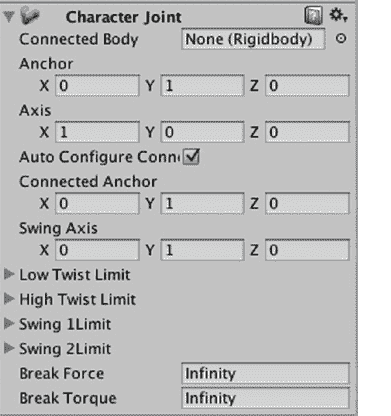 Character Joint
Connected Body None (Rigidbody)
Anchor
X 0 Y 1 Z 0
Axis
X 1 Y 0 Z 0
Auto Configure Conn
Connected Anchor
X 0 Y 1 Z 0
Swing Axis
X 0 Y 1 Z 0
Low Twist Limit
High Twist Limit
Swing 1Limit
Swing 2Limit
Break Force Infinity
Break Torque Infinity